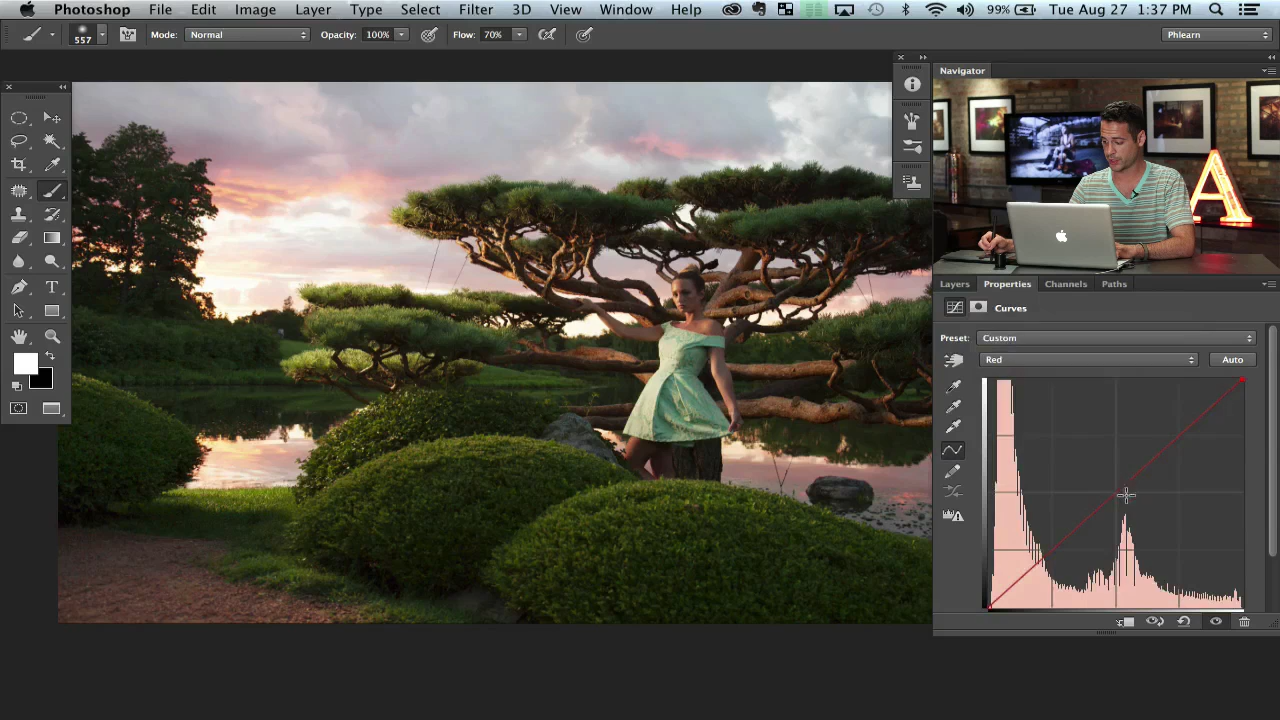 Photoshop File Edit Image Layer Type Select Filter 3D View Window Help 99% Tue Aug 27 1:37 PM
557 Mode: Normal Opacity: 100% Flow: 70% Phlearn
Navigator
A
Layers Properties Channels Paths
Curves
Preset: Custom
Red Auto
T